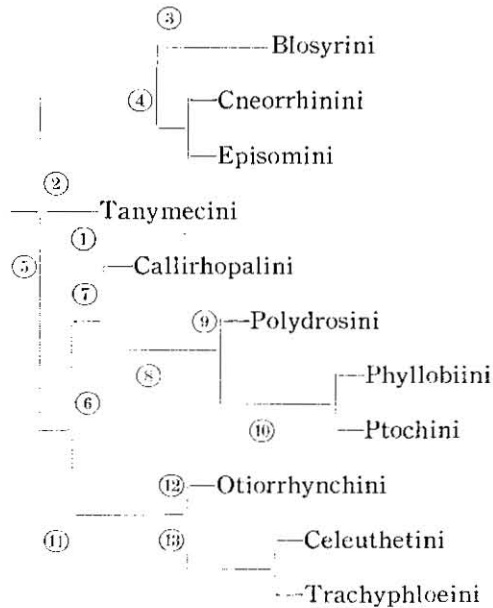 ③
Blosyrini
④
Cneorrhinini
Episomini
②
Tanymecini
①
⑤
Callirhopalini
⑦
⑨
Polydrosini
⑧
Phyllobiini
⑥
⑩
Ptochini
⑫
Otiorrhynchini
⑪
⑬
Celeuthetini
Trachyphloeini